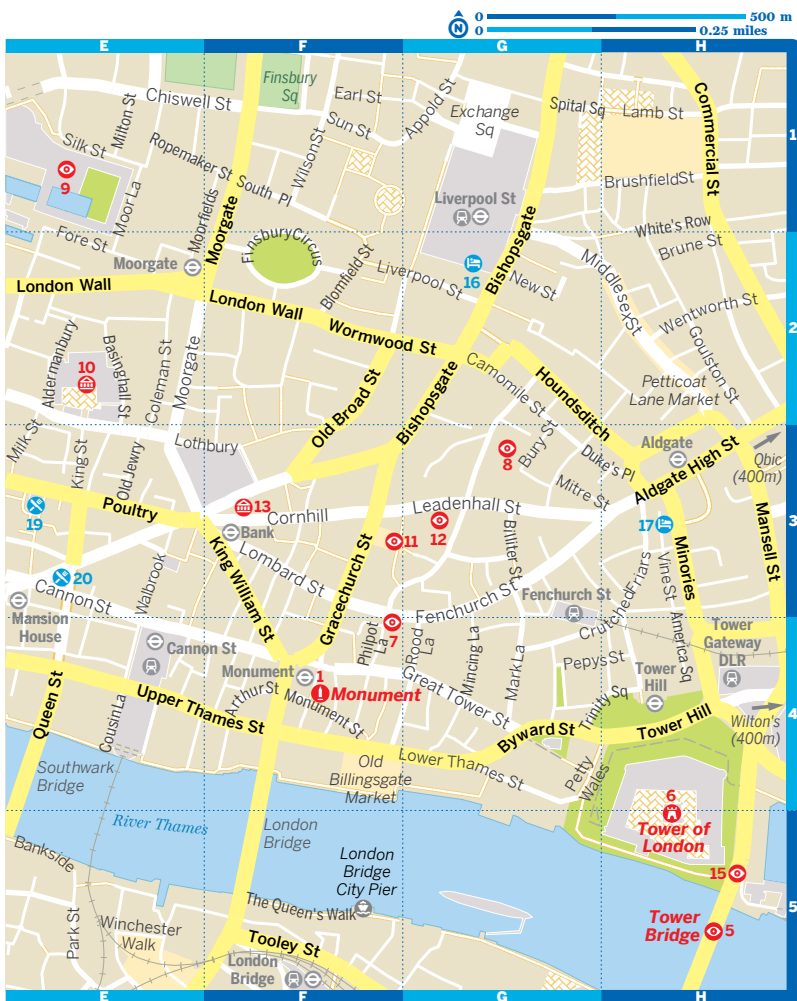 0 500 m
N 0 0.25 miles
E F G H
Finsbury
Sq
Earl St
Appold St
Exchange
Sq
Spital Sq
Lamb St
Commercial St
1
Chiswell St
Milton St
Silk St
Sun St
Ropemaker St
South Pl
Wilson St
9
Moor La
Moorfields
Moorgate
Liverpool St
Brushfield St
White's Row
Brune St
Fore St
Moorgate
Finsbury Circus
Blomfield St
Liverpool St
16
Bishopsgate
New St
Middlesex St
London Wall
London Wall
Wormwood St
Wentworth St
Goulston St
2
Aldermanbury
10
Basinghall St
Coleman St
Moorgate
Old Broad St
Bishopsgate
Camomile St
Houndsditch
Petticoat
Lane Market
Milk St
King St
Old Jewry
Lothbury
8
Bury St
Duke's Pl
Mitre St
Aldgate
Aldgate High St
Qbic
(400m)
19
Poultry
13
Cornhill
Bank
Leadenhall St
12
11
Billiter St
17
Minories
Mansell St
3
20
Cannon St
Walbrook
King William St
Lombard St
Gracechurch St
Fenchurch St
Fenchurch St
Crutched Friars
Vine St
America Sq
Mansion
House
Cannon St
7
Philpot
La
Rood
La
Mincing La
Mark La
Pepys St
Tower
Hill
Tower
Gateway
DLR
Monument
1
Monument
Arthur St
Monument St
Great Tower St
Trinity Sq
Queen St
Cousin La
Upper Thames St
Byward St
Tower Hill
Wilton's
(400m)
4
Old
Billingsgate
Market
Lower Thames St
Petty
Wales
Southwark
Bridge
River Thames
London
Bridge
6
Tower of
London
Bankside
London
Bridge
City Pier
15
The Queen's Walk
Park St
Winchester
Walk
Tooley St
London
Bridge
Tower
Bridge
5
5
E F G H